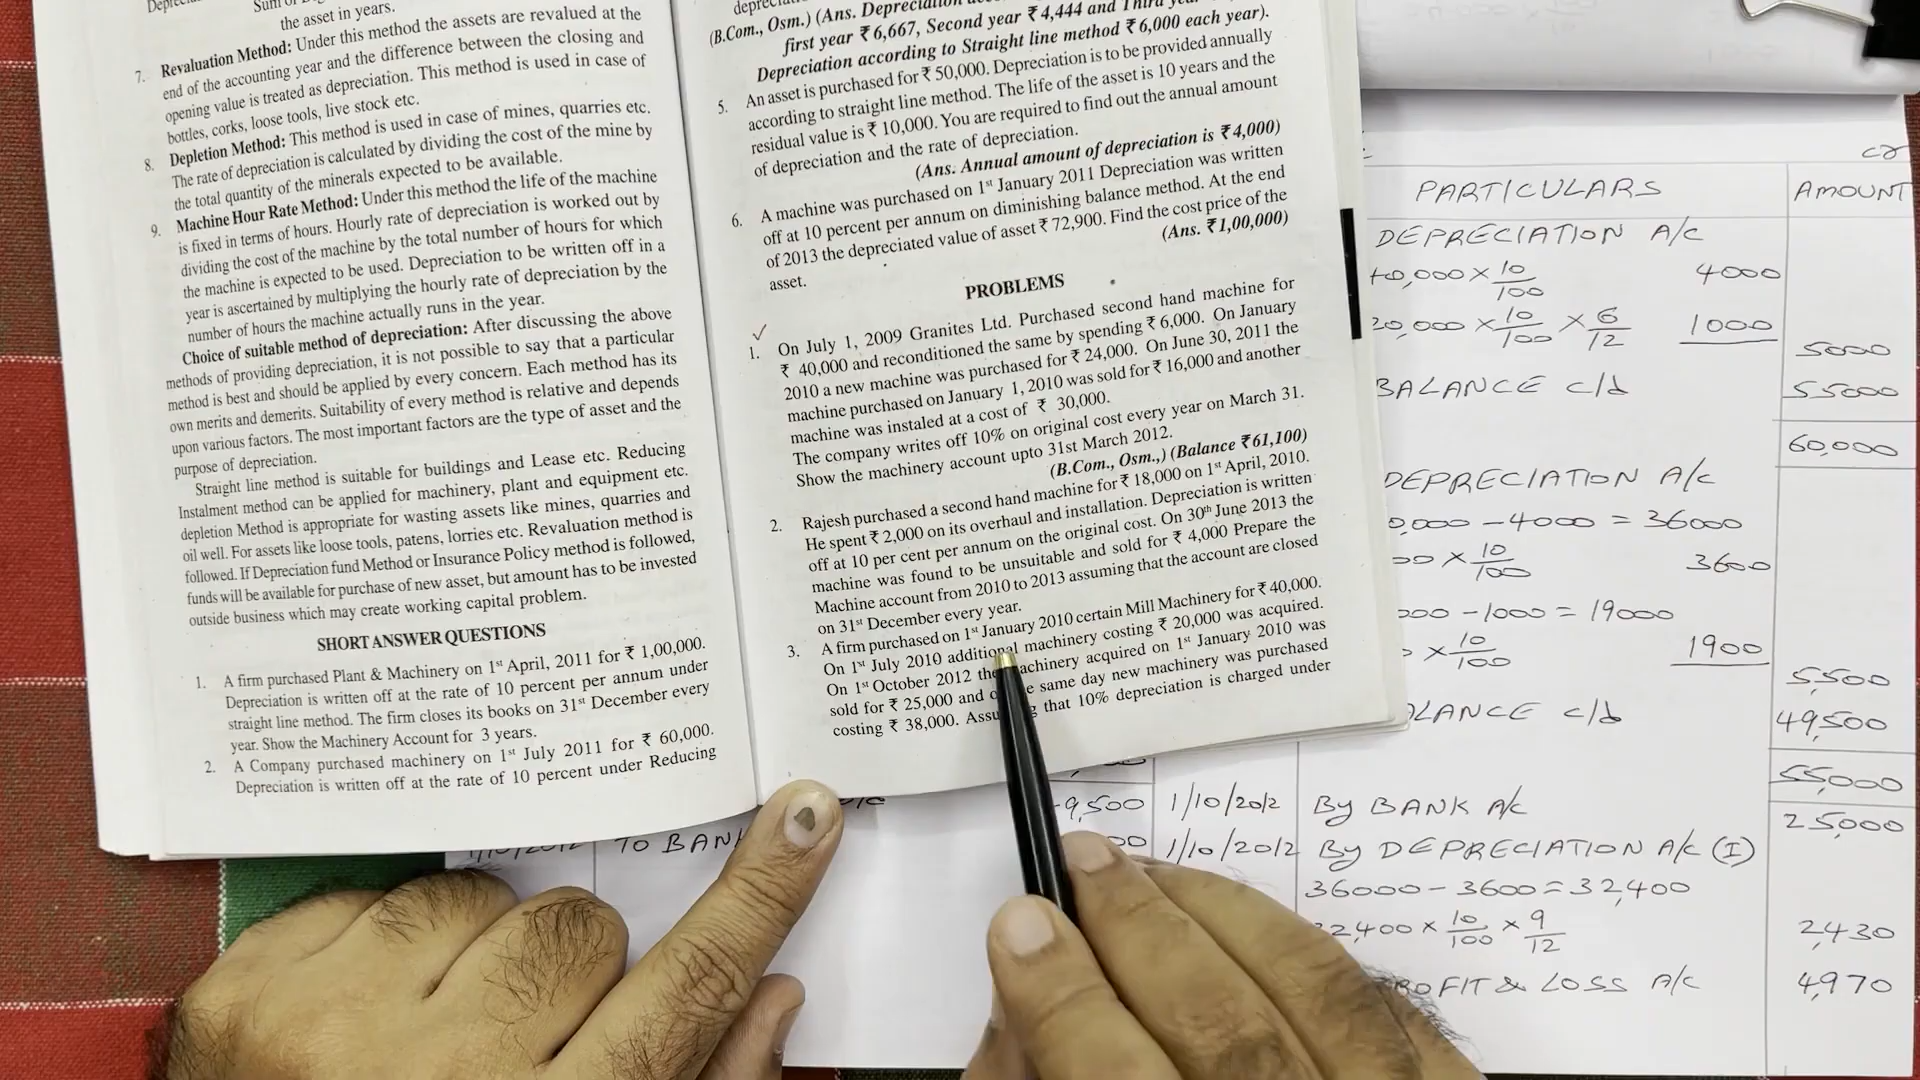 Sum of
the asset in years.
7. Revaluation Method: Under this method the assets are revalued at the
end of the accounting year and the difference between the closing and
opening value is treated as depreciation. This method is used in case of
bottles, corks, loose tools, live stock etc.
8. Depletion Method: This method is used in case of mines, quarries etc.
The rate of depreciation is calculated by dividing the cost of the mine by
the total quantity of the minerals expected to be available.
9. Machine Hour Rate Method: Under this method the life of the machine
is fixed in terms of hours. Hourly rate of depreciation is worked out by
dividing the cost of the machine by the total number of hours for which
the machine is expected to be used. Depreciation to be written off in a
year is ascertained by multiplying the hourly rate of depreciation by the
number of hours the machine actually runs in the year.
Choice of suitable method of depreciation: After discussing the above
methods of providing depreciation, it is not possible to say that a particular
method is best and should be applied by every concern. Each method has its
own merits and demerits. Suitability of every method is relative and depends
upon various factors. The most important factors are the type of asset and the
purpose of depreciation.
Straight line method is suitable for buildings and Lease etc. Reducing
Instalment method can be applied for machinery, plant and equipment etc.
depletion Method is appropriate for wasting assets like mines, quarries and
oil well. For assets like loose tools, patens, lorries etc. Revaluation method is
followed. If Depreciation fund Method or Insurance Policy method is followed,
funds will be available for purchase of new asset, but amount has to be invested
outside business which may create working capital problem.
SHORT ANSWER QUESTIONS
1. A firm purchased Plant & Machinery on 1st April, 2011 for ₹ 1,00,000.
Depreciation is written off at the rate of 10 percent per annum under
straight line method. The firm closes its books on 31st December every
year. Show the Machinery Account for 3 years.
2. A Company purchased machinery on 1st July 2011 for ₹ 60,000.
Depreciation is written off at the rate of 10 percent under Reducing
(B.Com., Osm.) (Ans. Depreciation
first year ₹ 6,667, Second year ₹ 4,444 and Third
Depreciation according to Straight line method ₹ 6,000 each year).
5. An asset is purchased for ₹ 50,000. Depreciation is to be provided annually
according to straight line method. The life of the asset is 10 years and the
residual value is ₹ 10,000. You are required to find out the annual amount
of depreciation and the rate of depreciation.
(Ans. Annual amount of depreciation is ₹ 4,000)
6. A machine was purchased on 1st January 2011 Depreciation was written
off at 10 percent per annum on diminishing balance method. At the end
of 2013 the depreciated value of asset ₹ 72,900. Find the cost price of the
asset. (Ans. ₹ 1,00,000)
PROBLEMS
1. On July 1, 2009 Granites Ltd. Purchased second hand machine for
₹ 40,000 and reconditioned the same by spending ₹ 6,000. On January
2010 a new machine was purchased for ₹ 24,000. On June 30, 2011 the
machine purchased on January 1, 2010 was sold for ₹ 16,000 and another
machine was instaled at a cost of ₹ 30,000.
The company writes off 10% on original cost every year on March 31.
Show the machinery account upto 31st March 2012.
(B.Com., Osm.,) (Balance ₹ 61,100)
2. Rajesh purchased a second hand machine for ₹ 18,000 on 1st April, 2010.
He spent ₹ 2,000 on its overhaul and installation. Depreciation is written
off at 10 per cent per annum on the original cost. On 30th June 2013 the
machine was found to be unsuitable and sold for ₹ 4,000 Prepare the
Machine account from 2010 to 2013 assuming that the account are closed
on 31st December every year.
3. A firm purchased on 1st January 2010 certain Mill Machinery for ₹ 40,000.
On 1st July 2010 additional machinery costing ₹ 20,000 was acquired.
On 1st October 2012 the machinery acquired on 1st January 2010 was
sold for ₹ 25,000 and same day new machinery was purchased
costing ₹ 38,000. that 10% depreciation is charged under
Cr
PARTICULARS AMOUNT
DEPRECIATION A/c
40,000 × 10/100 4000
20,000 × 10/100 × 6/12 1000
5000
BALANCE c/d 55000
60,000
DEPRECIATION A/c
- 4000 = 36000
× 10/100 3600
- 1000 = 19000
× 10/100 1900
5,500
BALANCE c/d 49,500
55,000
9,500 1/10/2012 By BANK A/c 25,000
TO BANK 1/10/2012 By DEPRECIATION A/c (I)
36000 - 3600 = 32,400
32,400 × 10/100 × 9/12 2,430
PROFIT & LOSS A/c 4,970